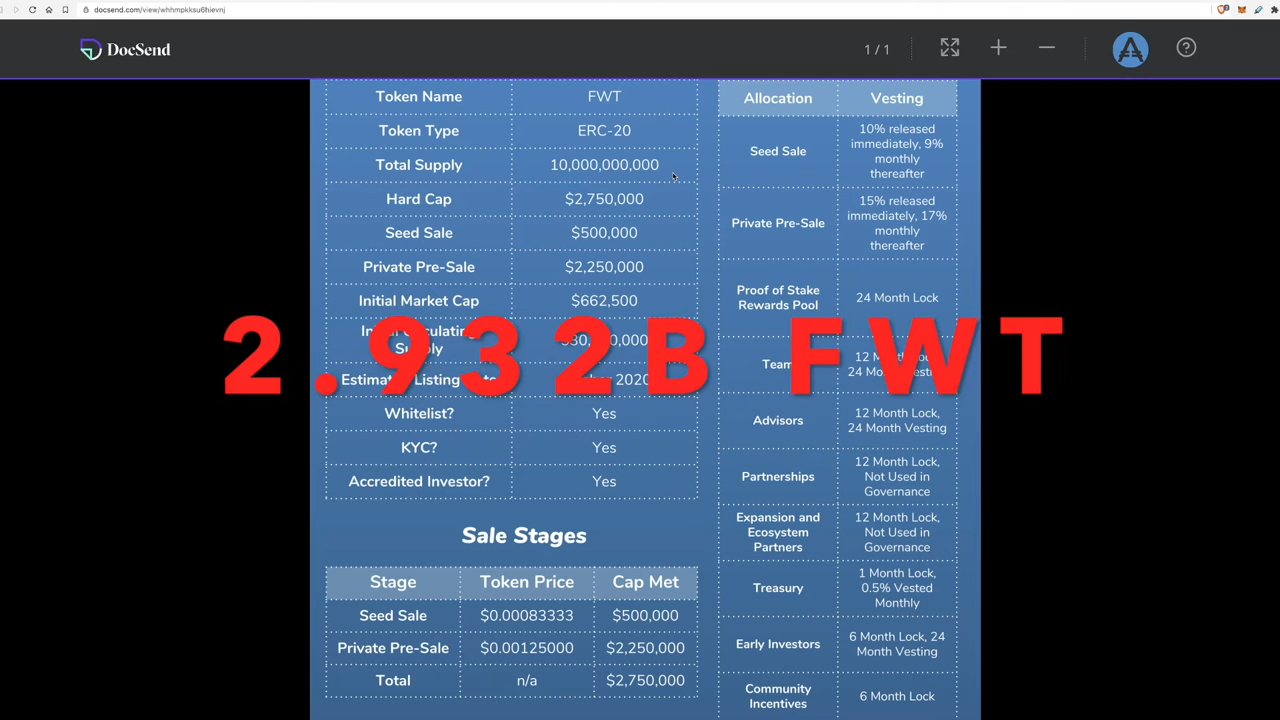 docsend.com/view/whhmpkksu6hievnj
DocSend
1 / 1
Token Name FWT
Token Type ERC-20
Total Supply 10,000,000,000
Hard Cap $2,750,000
Seed Sale $500,000
Private Pre-Sale $2,250,000
Initial Market Cap $662,500
Supply
Whitelist? Yes
KYC? Yes
Accredited Investor? Yes
Sale Stages
Stage Token Price Cap Met
Seed Sale $0.00083333 $500,000
Private Pre-Sale $0.00125000 $2,250,000
Total n/a $2,750,000
Allocation Vesting
Seed Sale
10% released
immediately, 9%
monthly
thereafter
Private Pre-Sale
15% released
immediately, 17%
monthly
thereafter
Proof of Stake
Rewards Pool
24 Month Lock
Team
Advisors
12 Month Lock,
24 Month Vesting
Partnerships
12 Month Lock,
Not Used in
Governance
Expansion and
Ecosystem
Partners
12 Month Lock,
Not Used in
Governance
Treasury
1 Month Lock,
0.5% Vested
Monthly
Early Investors
6 Month Lock, 24
Month Vesting
Community
Incentives
6 Month Lock
2.932B FWT